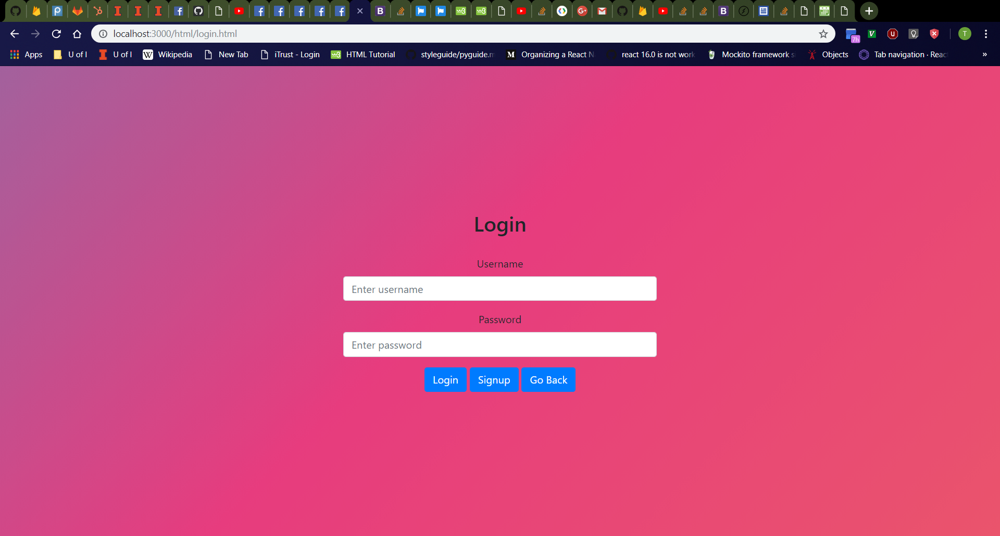 localhost:3000/html/login.html
7h
T
Apps U of I U of I Wikipedia New Tab iTrust - Login HTML Tutorial styleguide/pyguide.m Organizing a React N react 16.0 is not work Mockito framework si Objects Tab navigation · Reac »
Login
Username
Enter username
Password
Enter password
Login Signup Go Back